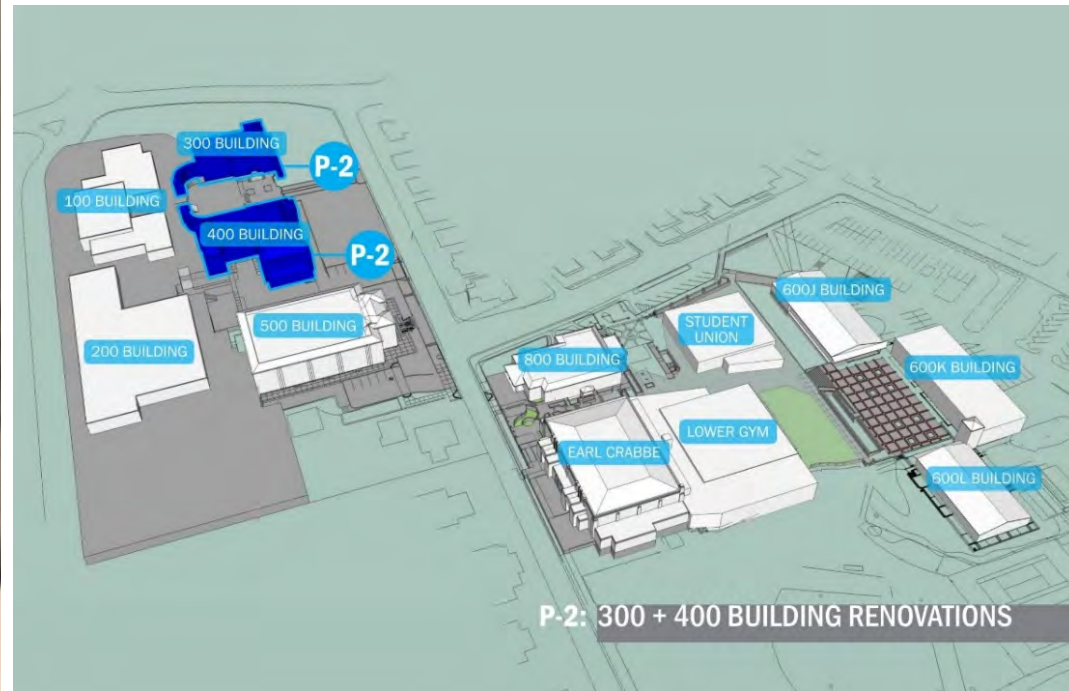 300 BUILDING
P-2
100 BUILDING
400 BUILDING
P-2
500 BUILDING
200 BUILDING
600J BUILDING
STUDENT
UNION
800 BUILDING
600K BUILDING
LOWER GYM
EARL CRABBE
600L BUILDING
P-2: 300 + 400 BUILDING RENOVATIONS